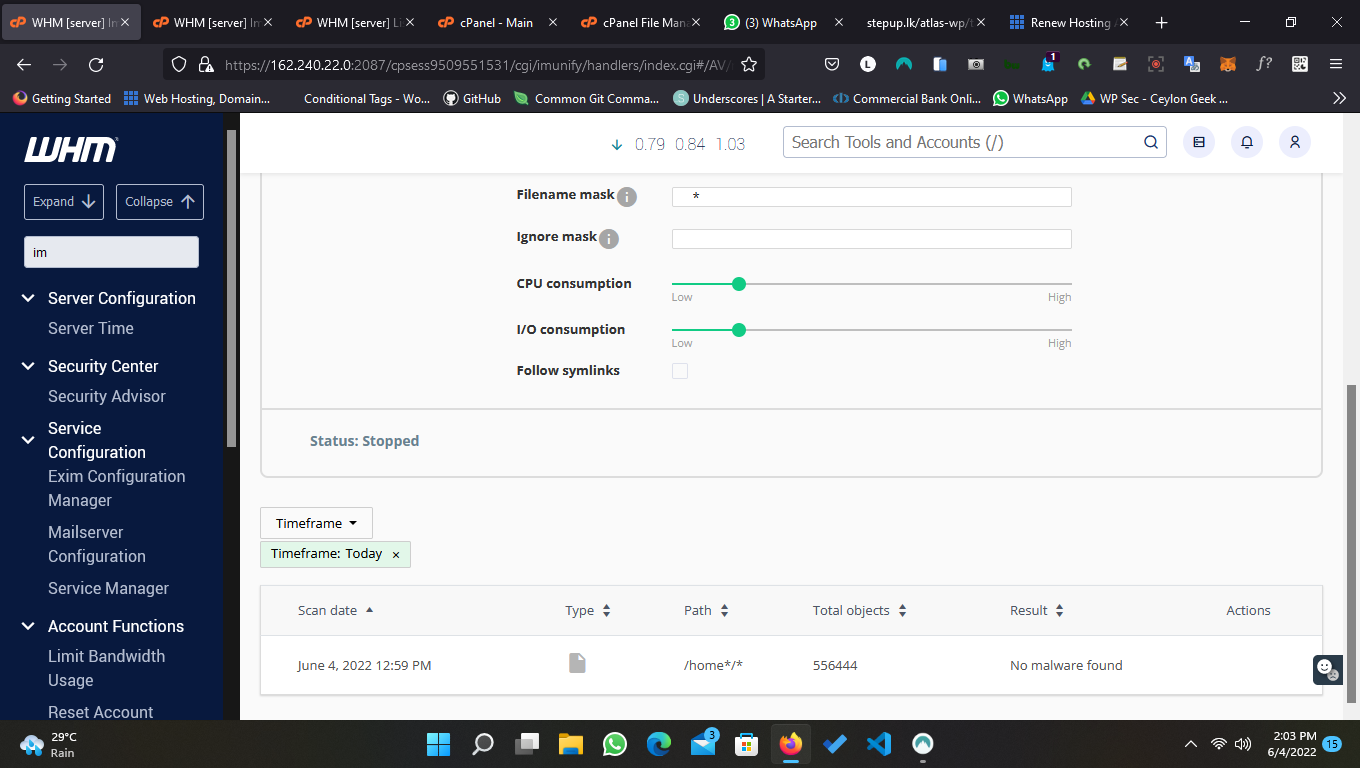 WHM [server] Im
WHM [server] Im
WHM [server] Li
cPanel - Main
cPanel File Man
(3) WhatsApp
stepup.lk/atlas-wp/
Renew Hosting
https://162.240.22.0:2087/cpsess9509551531/cgi/imunify/handlers/index.cgi#/AV/
Getting Started
Web Hosting, Domain...
Conditional Tags - Wo...
GitHub
Common Git Comma...
Underscores | A Starter...
Commercial Bank Onli...
WhatsApp
WP Sec - Ceylon Geek ...
WHM
0.79 0.84 1.03
Search Tools and Accounts (/)
Expand
Collapse
im
Server Configuration
Server Time
Security Center
Security Advisor
Service
Configuration
Exim Configuration
Manager
Mailserver
Configuration
Service Manager
Account Functions
Limit Bandwidth
Usage
Reset Account
Filename mask
*
Ignore mask
CPU consumption
Low
High
I/O consumption
Low
High
Follow symlinks
Status: Stopped
Timeframe
Timeframe: Today ×
Scan date
Type
Path
Total objects
Result
Actions
June 4, 2022 12:59 PM
/home*/*
556444
No malware found
29°C
Rain
3
2:03 PM
6/4/2022
15